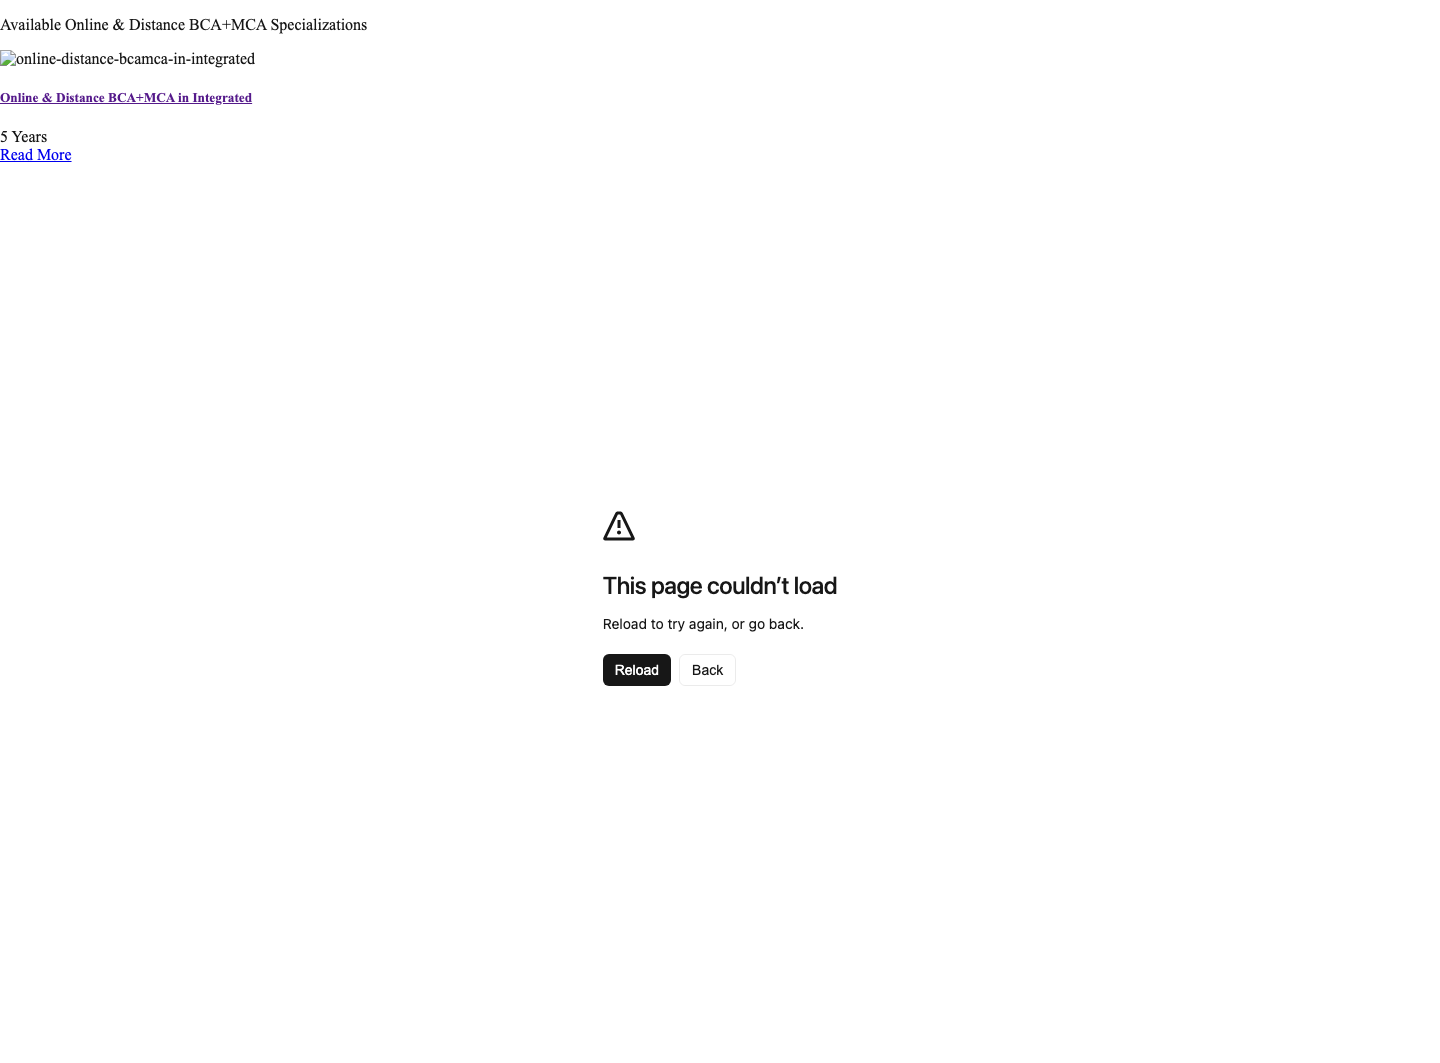 Available Online & Distance BCA+MCA Specializations
online-distance-bcamca-in-integrated
Online & Distance BCA+MCA in Integrated
5 Years
Read More
This page couldn’t load
Reload to try again, or go back.
Reload Back